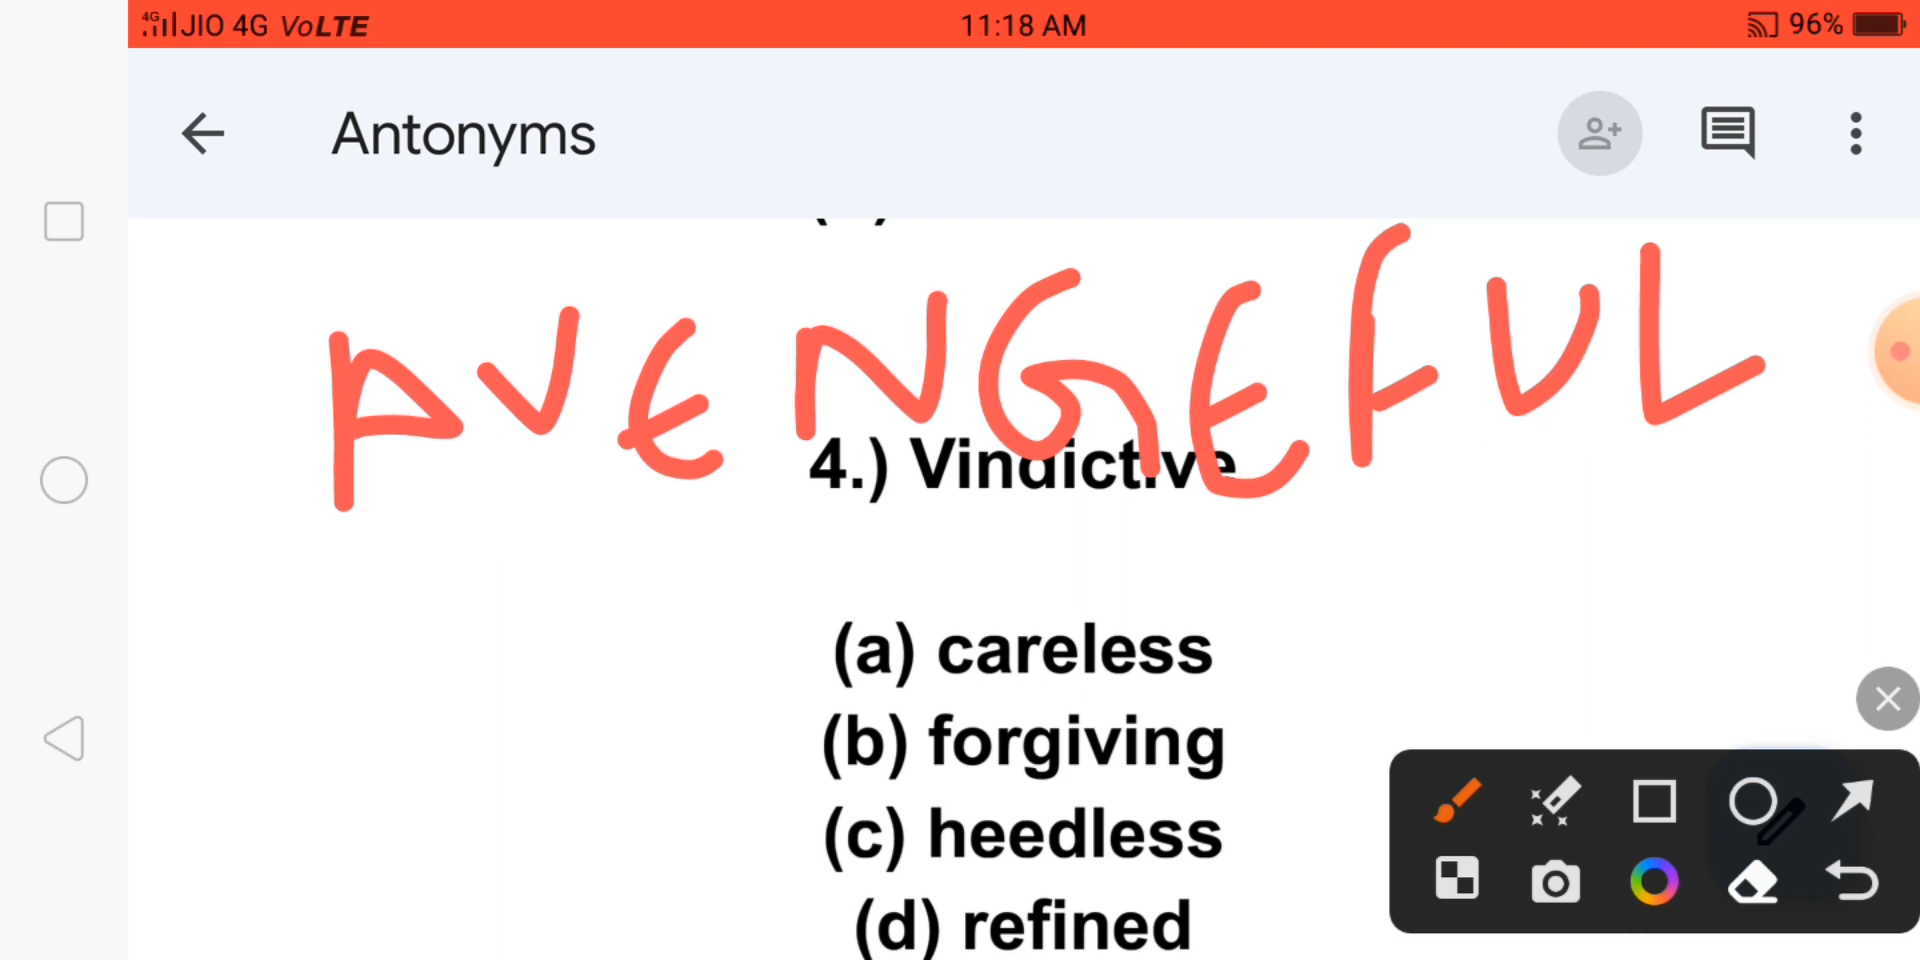 4G JIO 4G VoLTE 11:18 AM 96%
Antonyms
AVENGEFUL
4.) Vindictive
(a) careless
(b) forgiving
(c) heedless
(d) refined